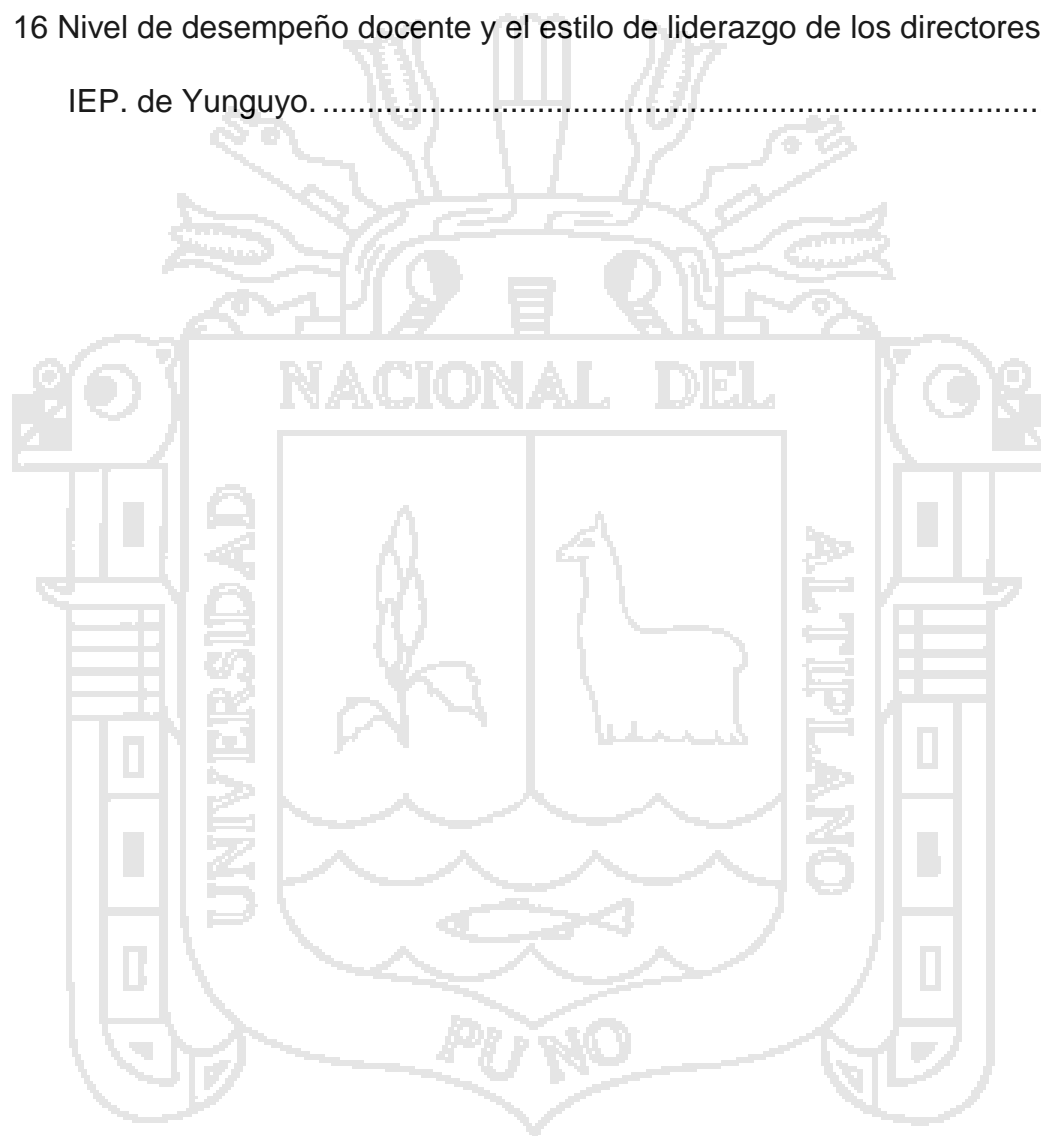 16 Nivel de desempeño docente y el estilo de liderazgo de los directores
IEP. de Yunguyo. ................................................................................
NACIONAL DEL
UNIVERSIDAD
ALTIPLANO
PUNO